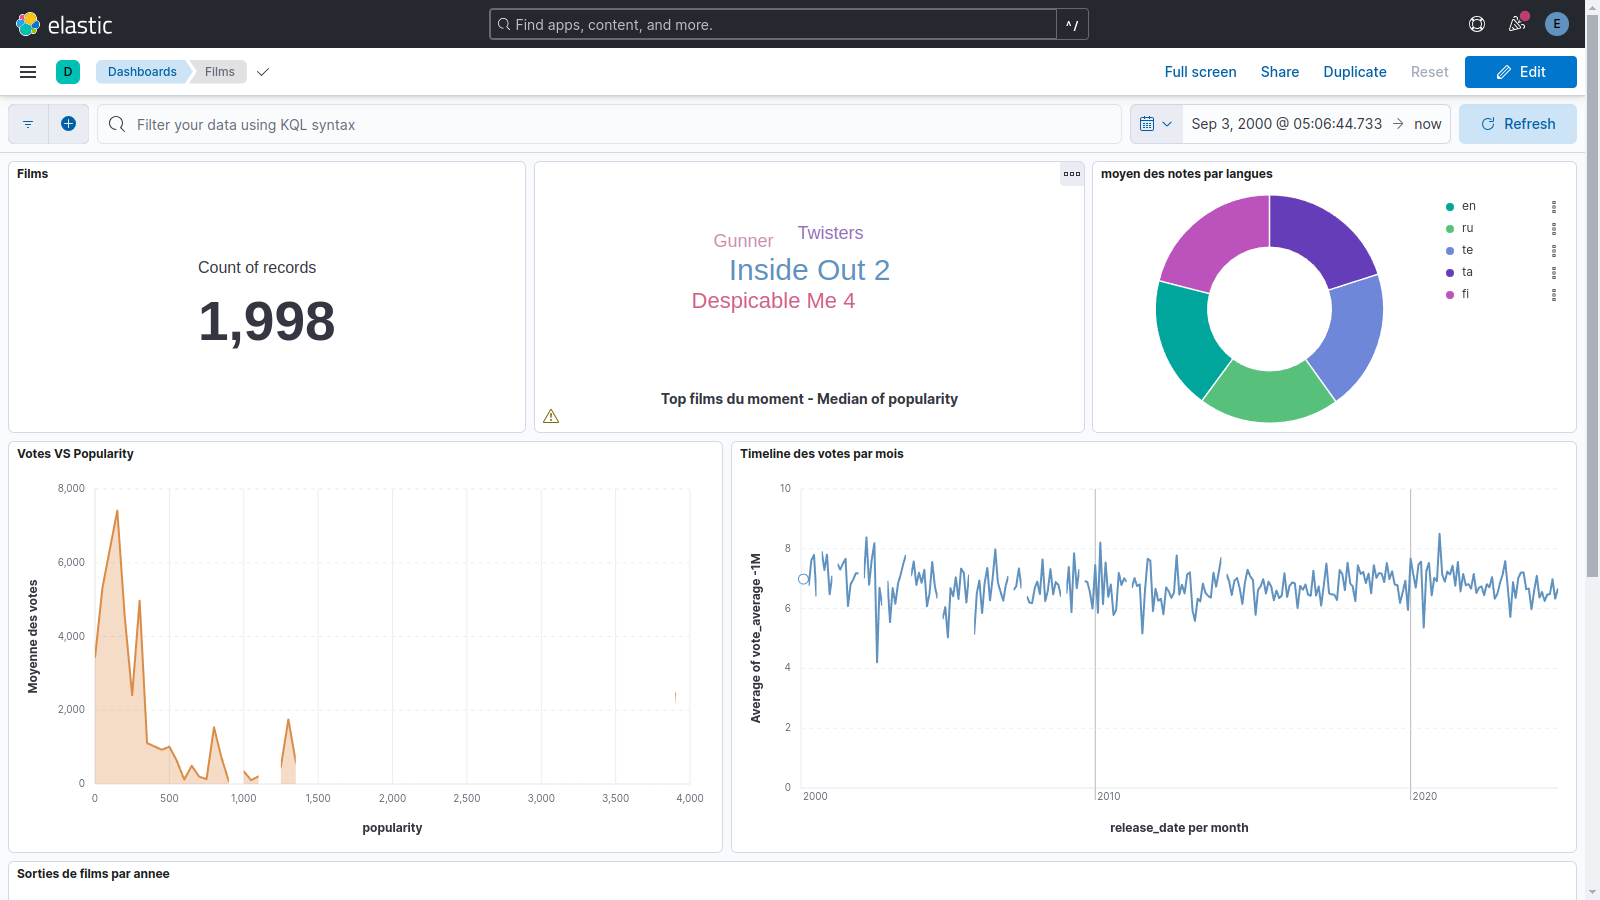 elastic
Find apps, content, and more.
^/
E
D
Dashboards
Films
Full screen
Share
Duplicate
Reset
Edit
Filter your data using KQL syntax
Sep 3, 2000 @ 05:06:44.733 → now
Refresh
Films
Count of records
1,998
Gunner
Twisters
Inside Out 2
Despicable Me 4
Top films du moment - Median of popularity
moyen des notes par langues
en
ru
te
ta
fi
Votes VS Popularity
Moyenne des votes
8,000
6,000
4,000
2,000
0
0 500 1,000 1,500 2,000 2,500 3,000 3,500 4,000
popularity
Timeline des votes par mois
Average of vote_average -1M
10
8
6
4
2
0
2000 2010 2020
release_date per month
Sorties de films par annee